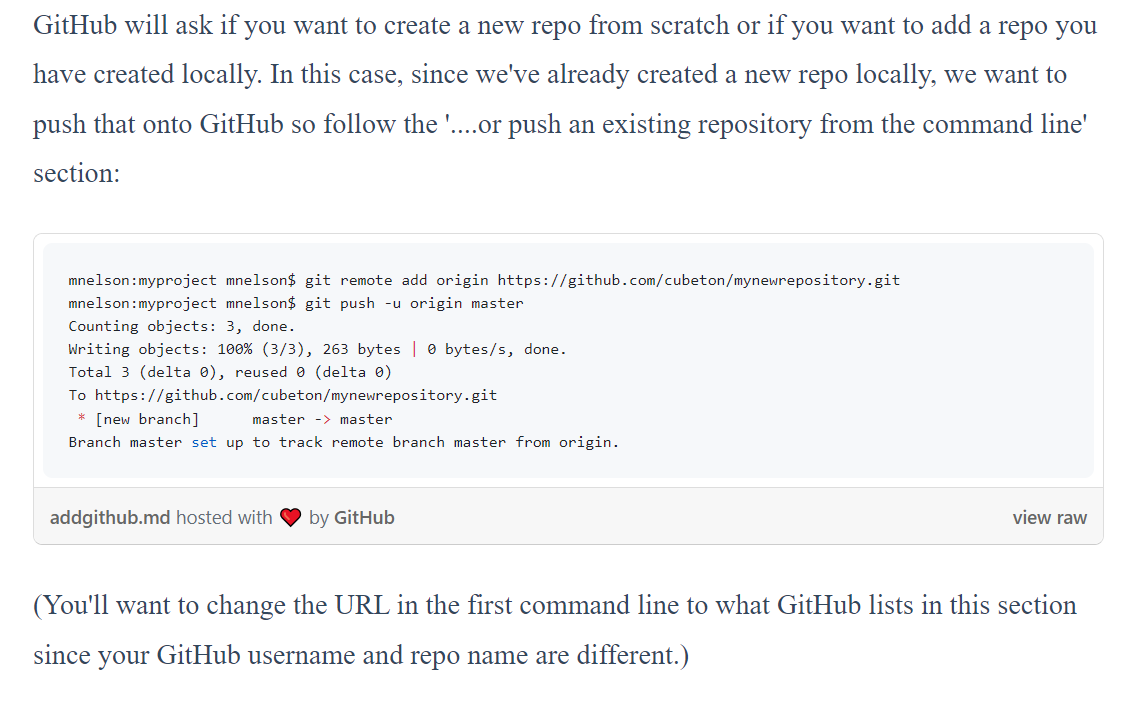 GitHub will ask if you want to create a new repo from scratch or if you want to add a repo you
have created locally. In this case, since we've already created a new repo locally, we want to
push that onto GitHub so follow the '....or push an existing repository from the command line'
section:
mnelson:myproject mnelson$ git remote add origin https://github.com/cubeton/mynewrepository.git
mnelson:myproject mnelson$ git push -u origin master
Counting objects: 3, done.
Writing objects: 100% (3/3), 263 bytes | 0 bytes/s, done.
Total 3 (delta 0), reused 0 (delta 0)
To https://github.com/cubeton/mynewrepository.git
 * [new branch]      master -> master
Branch master set up to track remote branch master from origin.
addgithub.md hosted with ❤ by GitHub view raw
(You'll want to change the URL in the first command line to what GitHub lists in this section
since your GitHub username and repo name are different.)